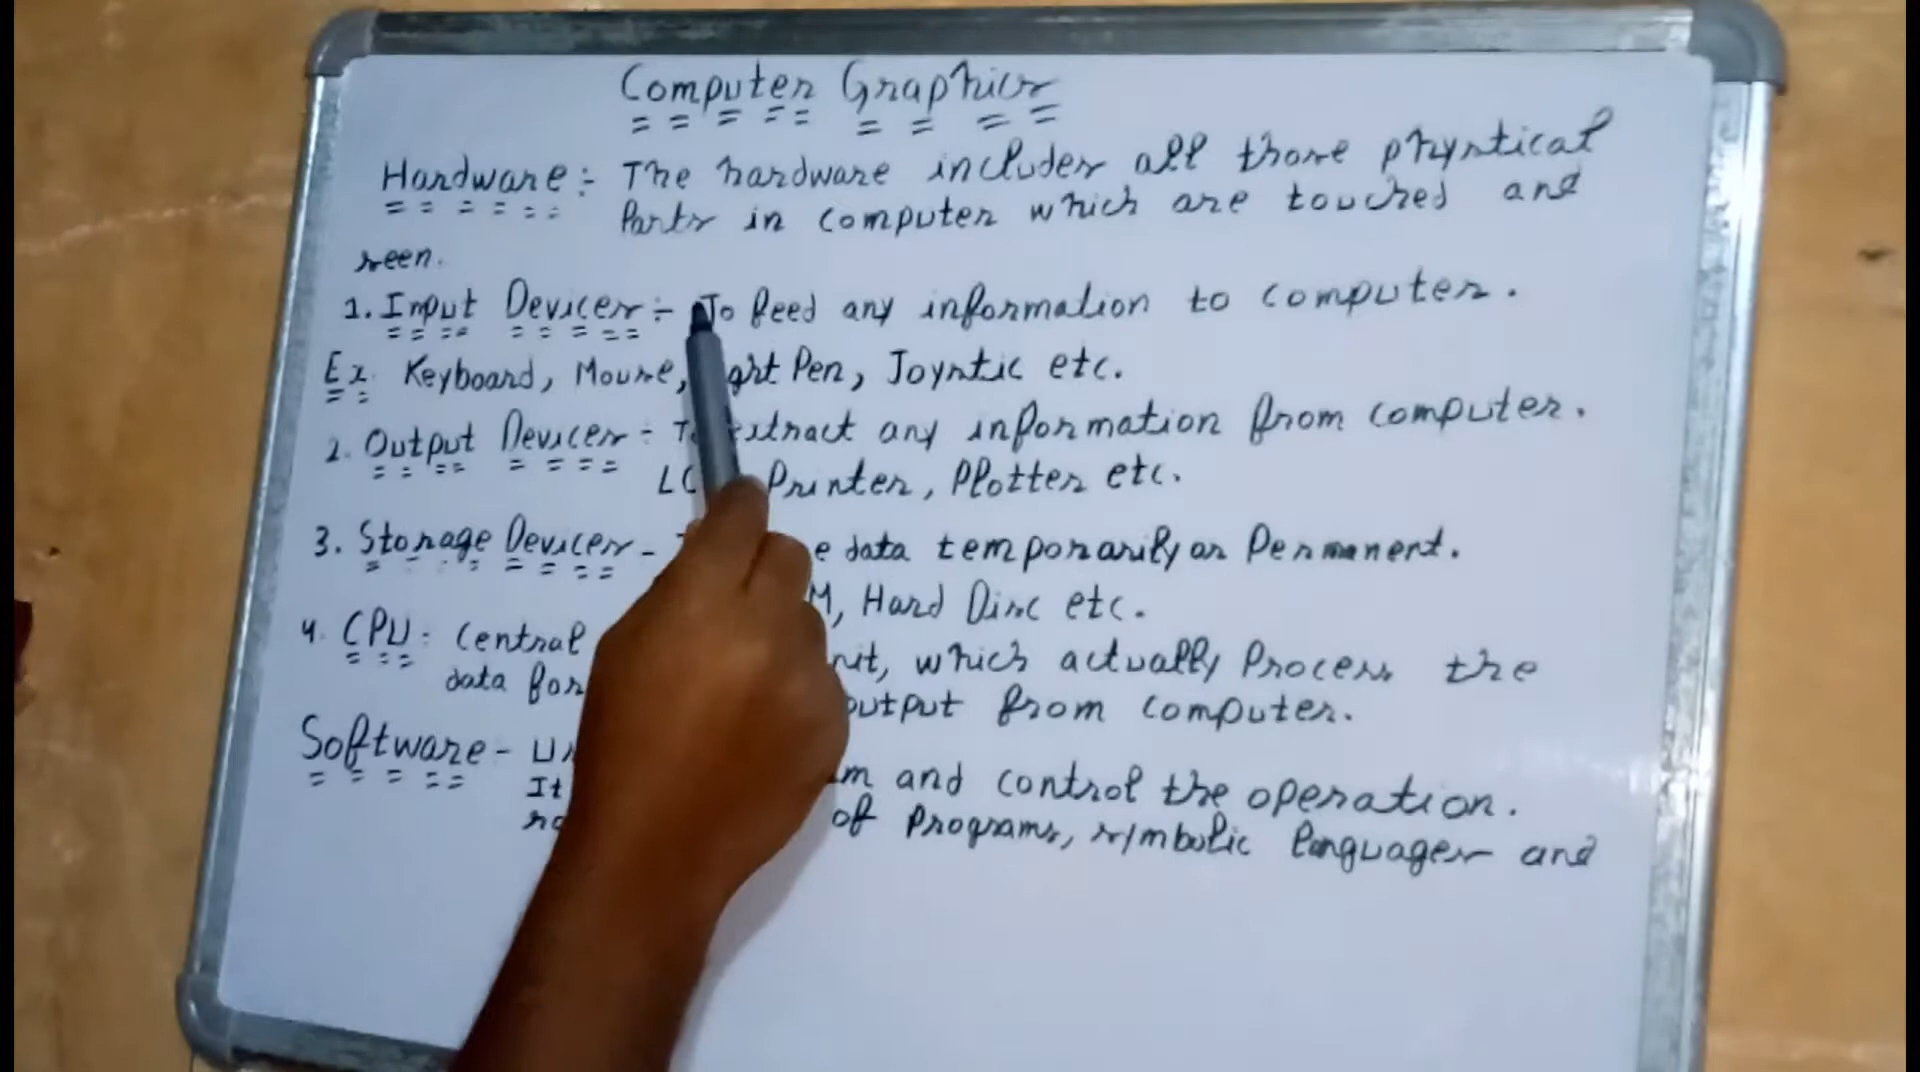 Computer Graphics
Hardware :- The hardware includes all those phystical
Parts in computer which are touched and
seen.
1. Input Devices :- To feed any information to computer.
Ex. Keyboard, Mouse, Pen, Joystic etc.
2. Output Devices :- extract any information from computer.
Printer, Plotter etc.
3. Storage Devices - data temporarily or Permanent.
Hard Disc etc.
4. CPU : Central which actually Process the
data for output from computer.
Software -
It and control the operation.
of Programs, symbolic languages and